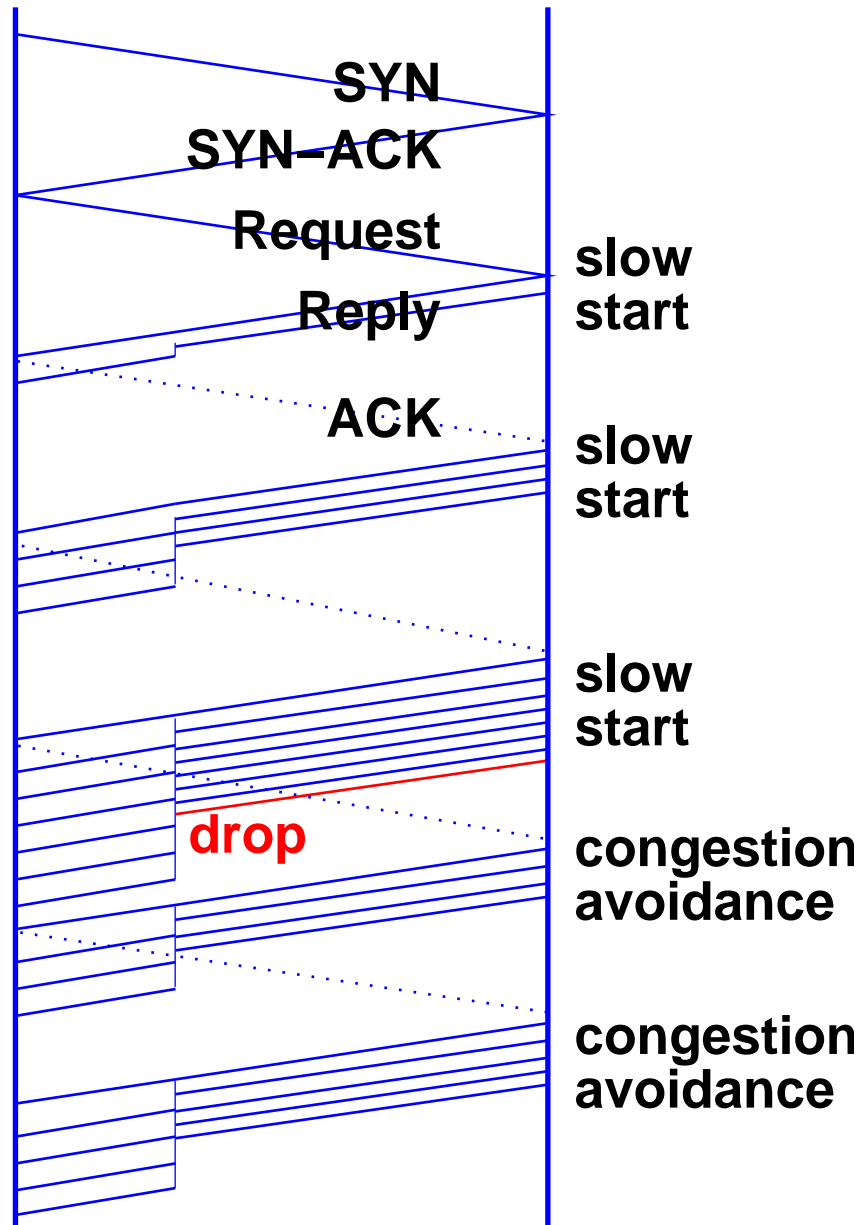 SYN
SYN–ACK
Request
slow
start
Reply
ACK
slow
start
slow
start
drop
congestion
avoidance
congestion
avoidance